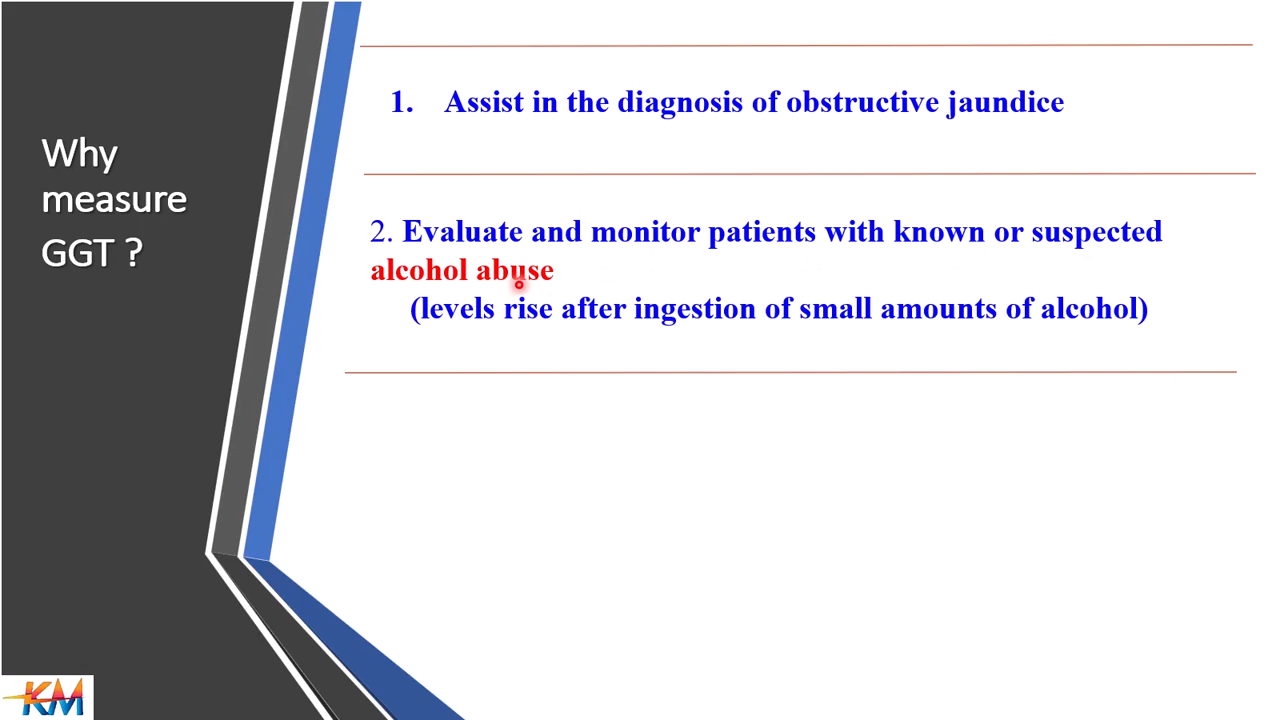 Why
measure
GGT ?
1. Assist in the diagnosis of obstructive jaundice
2. Evaluate and monitor patients with known or suspected
alcohol abuse
(levels rise after ingestion of small amounts of alcohol)
KM